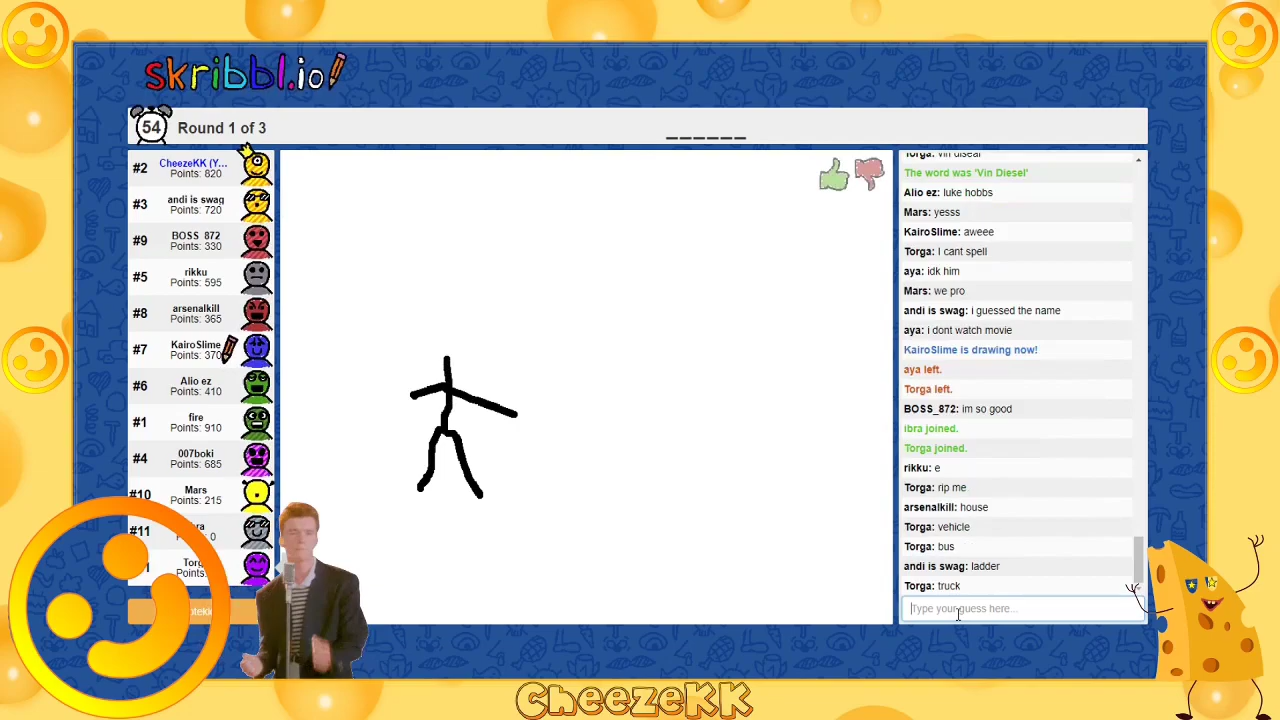 skribbl.io
54
Round 1 of 3
______
#2
CheezeKK (Y...
Points: 820
#3
andi is swag
Points: 720
#9
BOSS_872
Points: 330
#5
rikku
Points: 595
#8
arsenalkill
Points: 365
#7
KairoSlime
Points: 370
#6
Alio ez
Points: 410
#1
fire
Points: 910
#4
007boki
Points: 685
#10
Mars
Points: 215
#11
The word was 'Vin Diesel'
Alio ez: luke hobbs
Mars: yesss
KairoSlime: aweee
Torga: I cant spell
aya: idk him
Mars: we pro
andi is swag: i guessed the name
aya: i dont watch movie
KairoSlime is drawing now!
aya left.
Torga left.
BOSS_872: im so good
ibra joined.
Torga joined.
rikku: e
Torga: rip me
arsenalkill: house
Torga: vehicle
Torga: bus
andi is swag: ladder
Torga: truck
Type your guess here...
CheezeKK